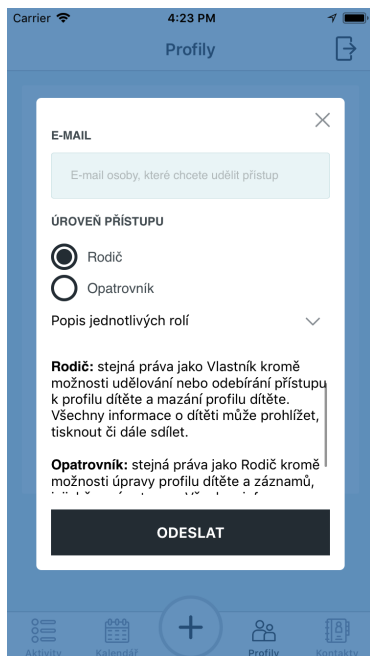 Carrier 4:23 PM
Profily
E-MAIL
E-mail osoby, které chcete udělit přístup
ÚROVEŇ PŘÍSTUPU
Rodič
Opatrovník
Popis jednotlivých rolí
Rodič: stejná práva jako Vlastník kromě
možnosti udělování nebo odebírání přístupu
k profilu dítěte a mazání profilu dítěte.
Všechny informace o dítěti může prohlížet,
tisknout či dále sdílet.
Opatrovník: stejná práva jako Rodič kromě
možnosti úpravy profilu dítěte a záznamů,
ODESLAT
Aktivity Kalendář Profily Kontakty